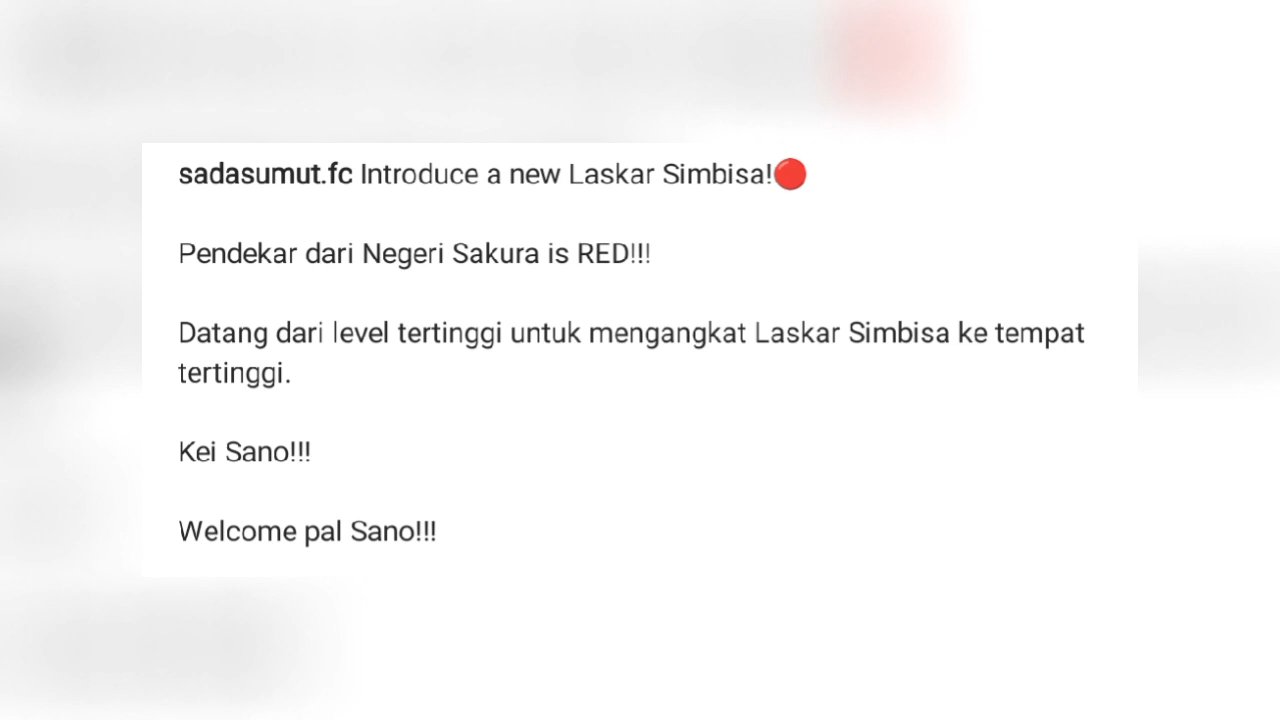 sadasumut.fc Introduce a new Laskar Simbisa!🔴
Pendekar dari Negeri Sakura is RED!!!
Datang dari level tertinggi untuk mengangkat Laskar Simbisa ke tempat
tertinggi.
Kei Sano!!!
Welcome pal Sano!!!